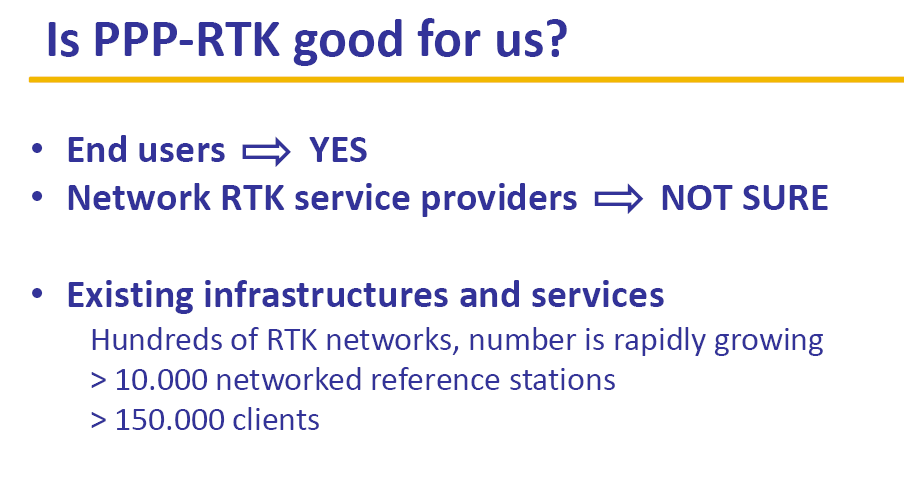 Is PPP-RTK good for us?
• End users ⇨ YES
• Network RTK service providers ⇨ NOT SURE
• Existing infrastructures and services
Hundreds of RTK networks, number is rapidly growing
> 10.000 networked reference stations
> 150.000 clients